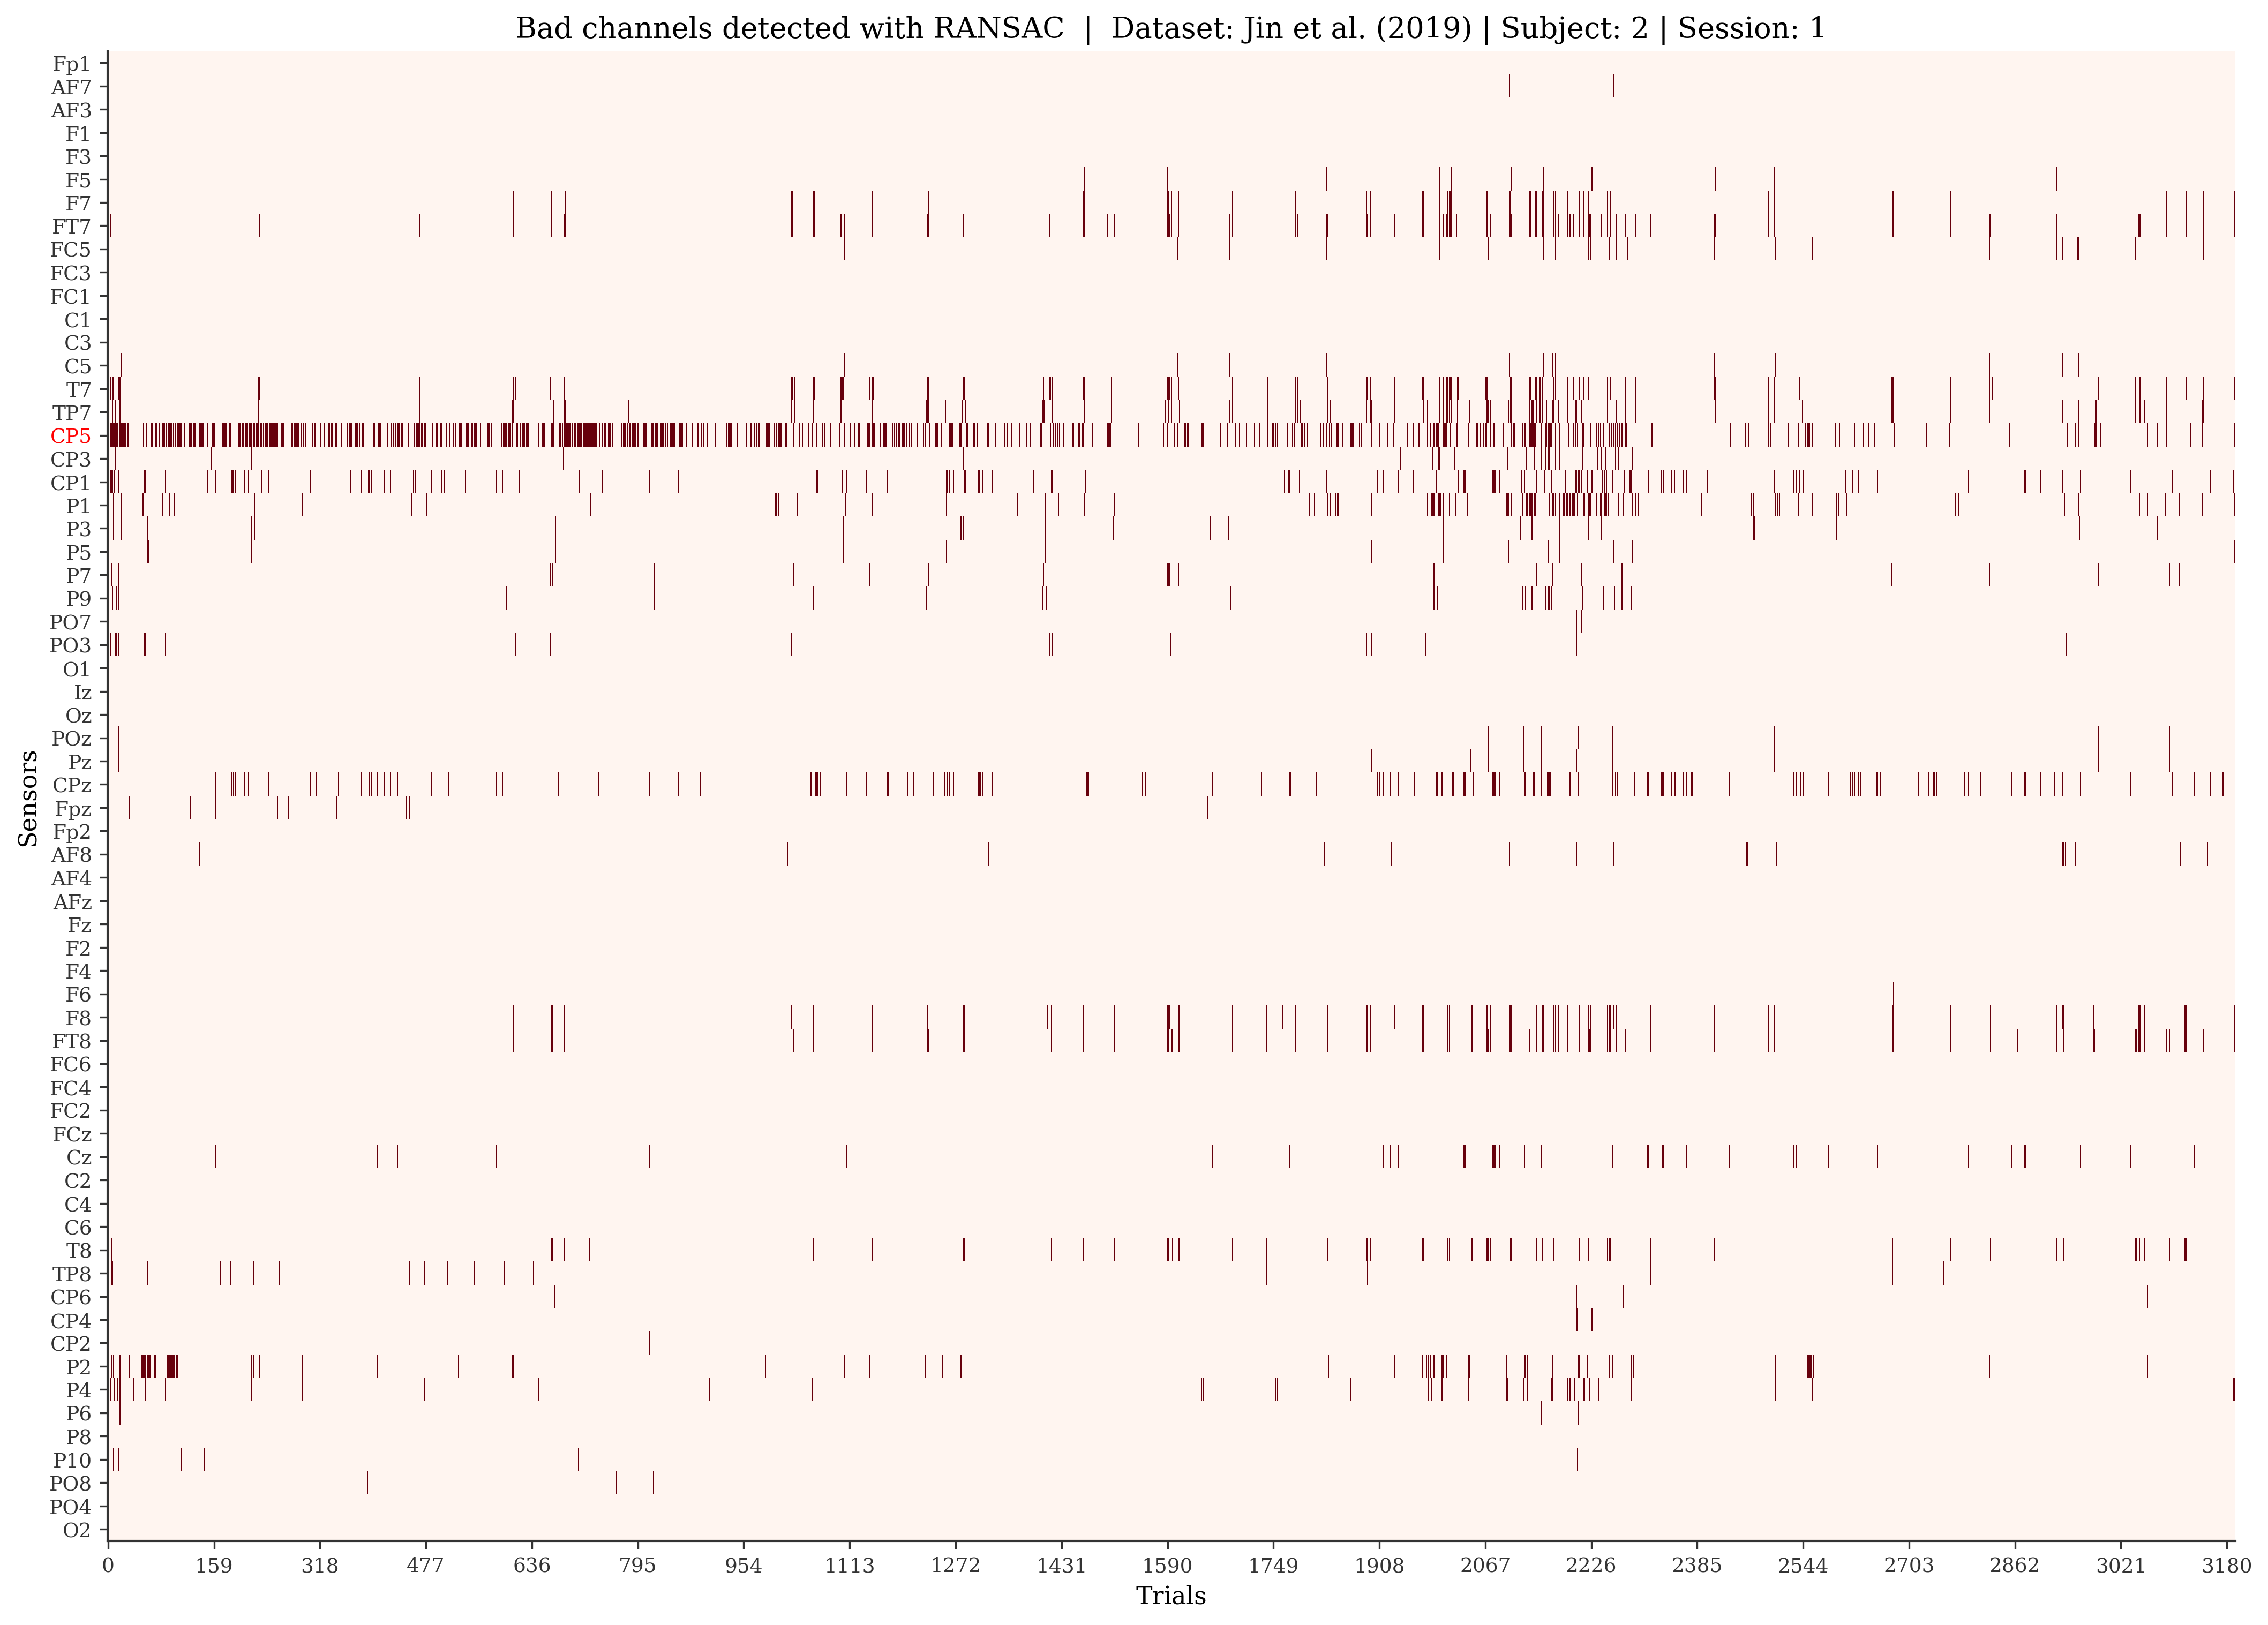 Bad channels detected with RANSAC | Dataset: Jin et al. (2019) | Subject: 2 | Session: 1
Sensors
Fp1
AF7
AF3
F1
F3
F5
F7
FT7
FC5
FC3
FC1
C1
C3
C5
T7
TP7
CP5
CP3
CP1
P1
P3
P5
P7
P9
PO7
PO3
O1
Iz
Oz
POz
Pz
CPz
Fpz
Fp2
AF8
AF4
AFz
Fz
F2
F4
F6
F8
FT8
FC6
FC4
FC2
FCz
Cz
C2
C4
C6
T8
TP8
CP6
CP4
CP2
P2
P4
P6
P8
P10
PO8
PO4
O2
0 159 318 477 636 795 954 1113 1272 1431 1590 1749 1908 2067 2226 2385 2544 2703 2862 3021 3180
Trials